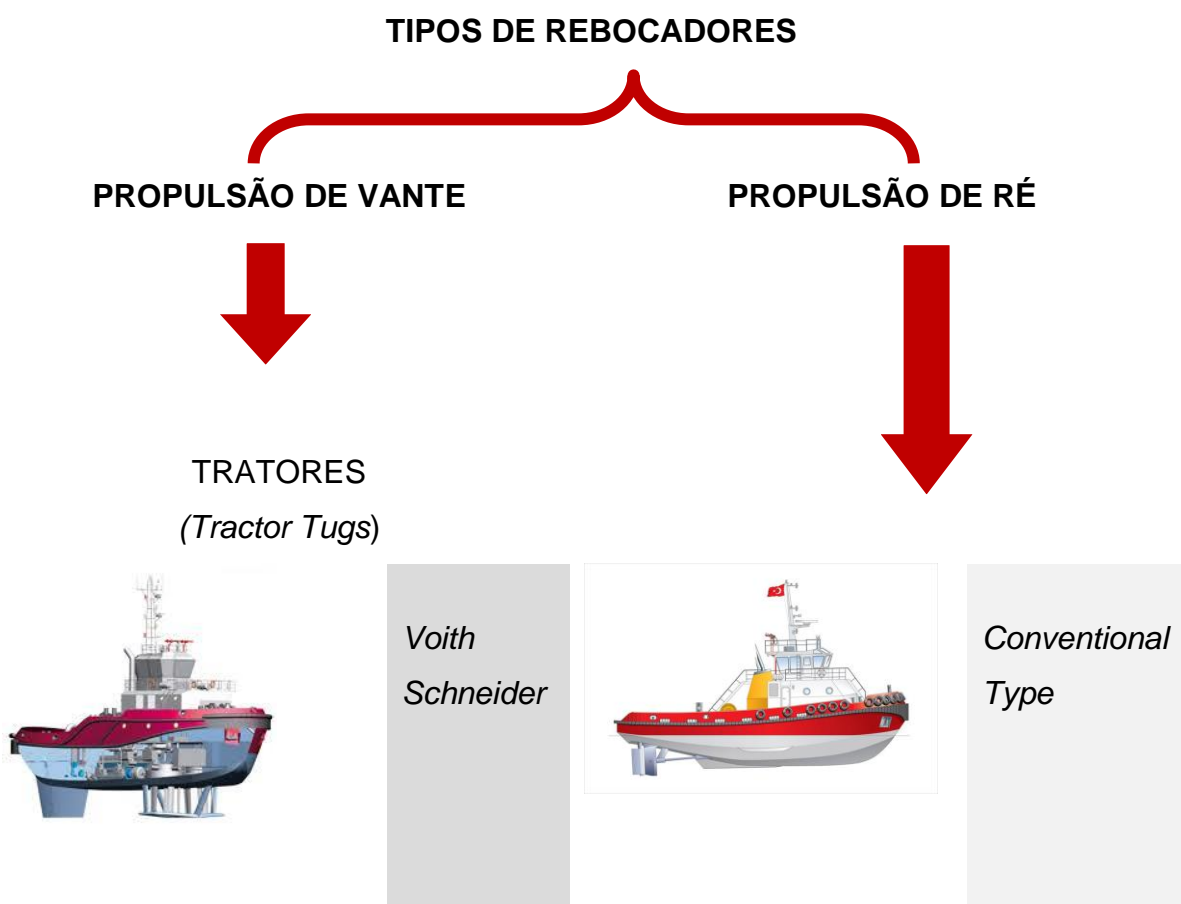 TIPOS DE REBOCADORES
PROPULSÃO DE VANTE
PROPULSÃO DE RÉ
TRATORES
(Tractor Tugs)
Voith
Schneider
Conventional
Type